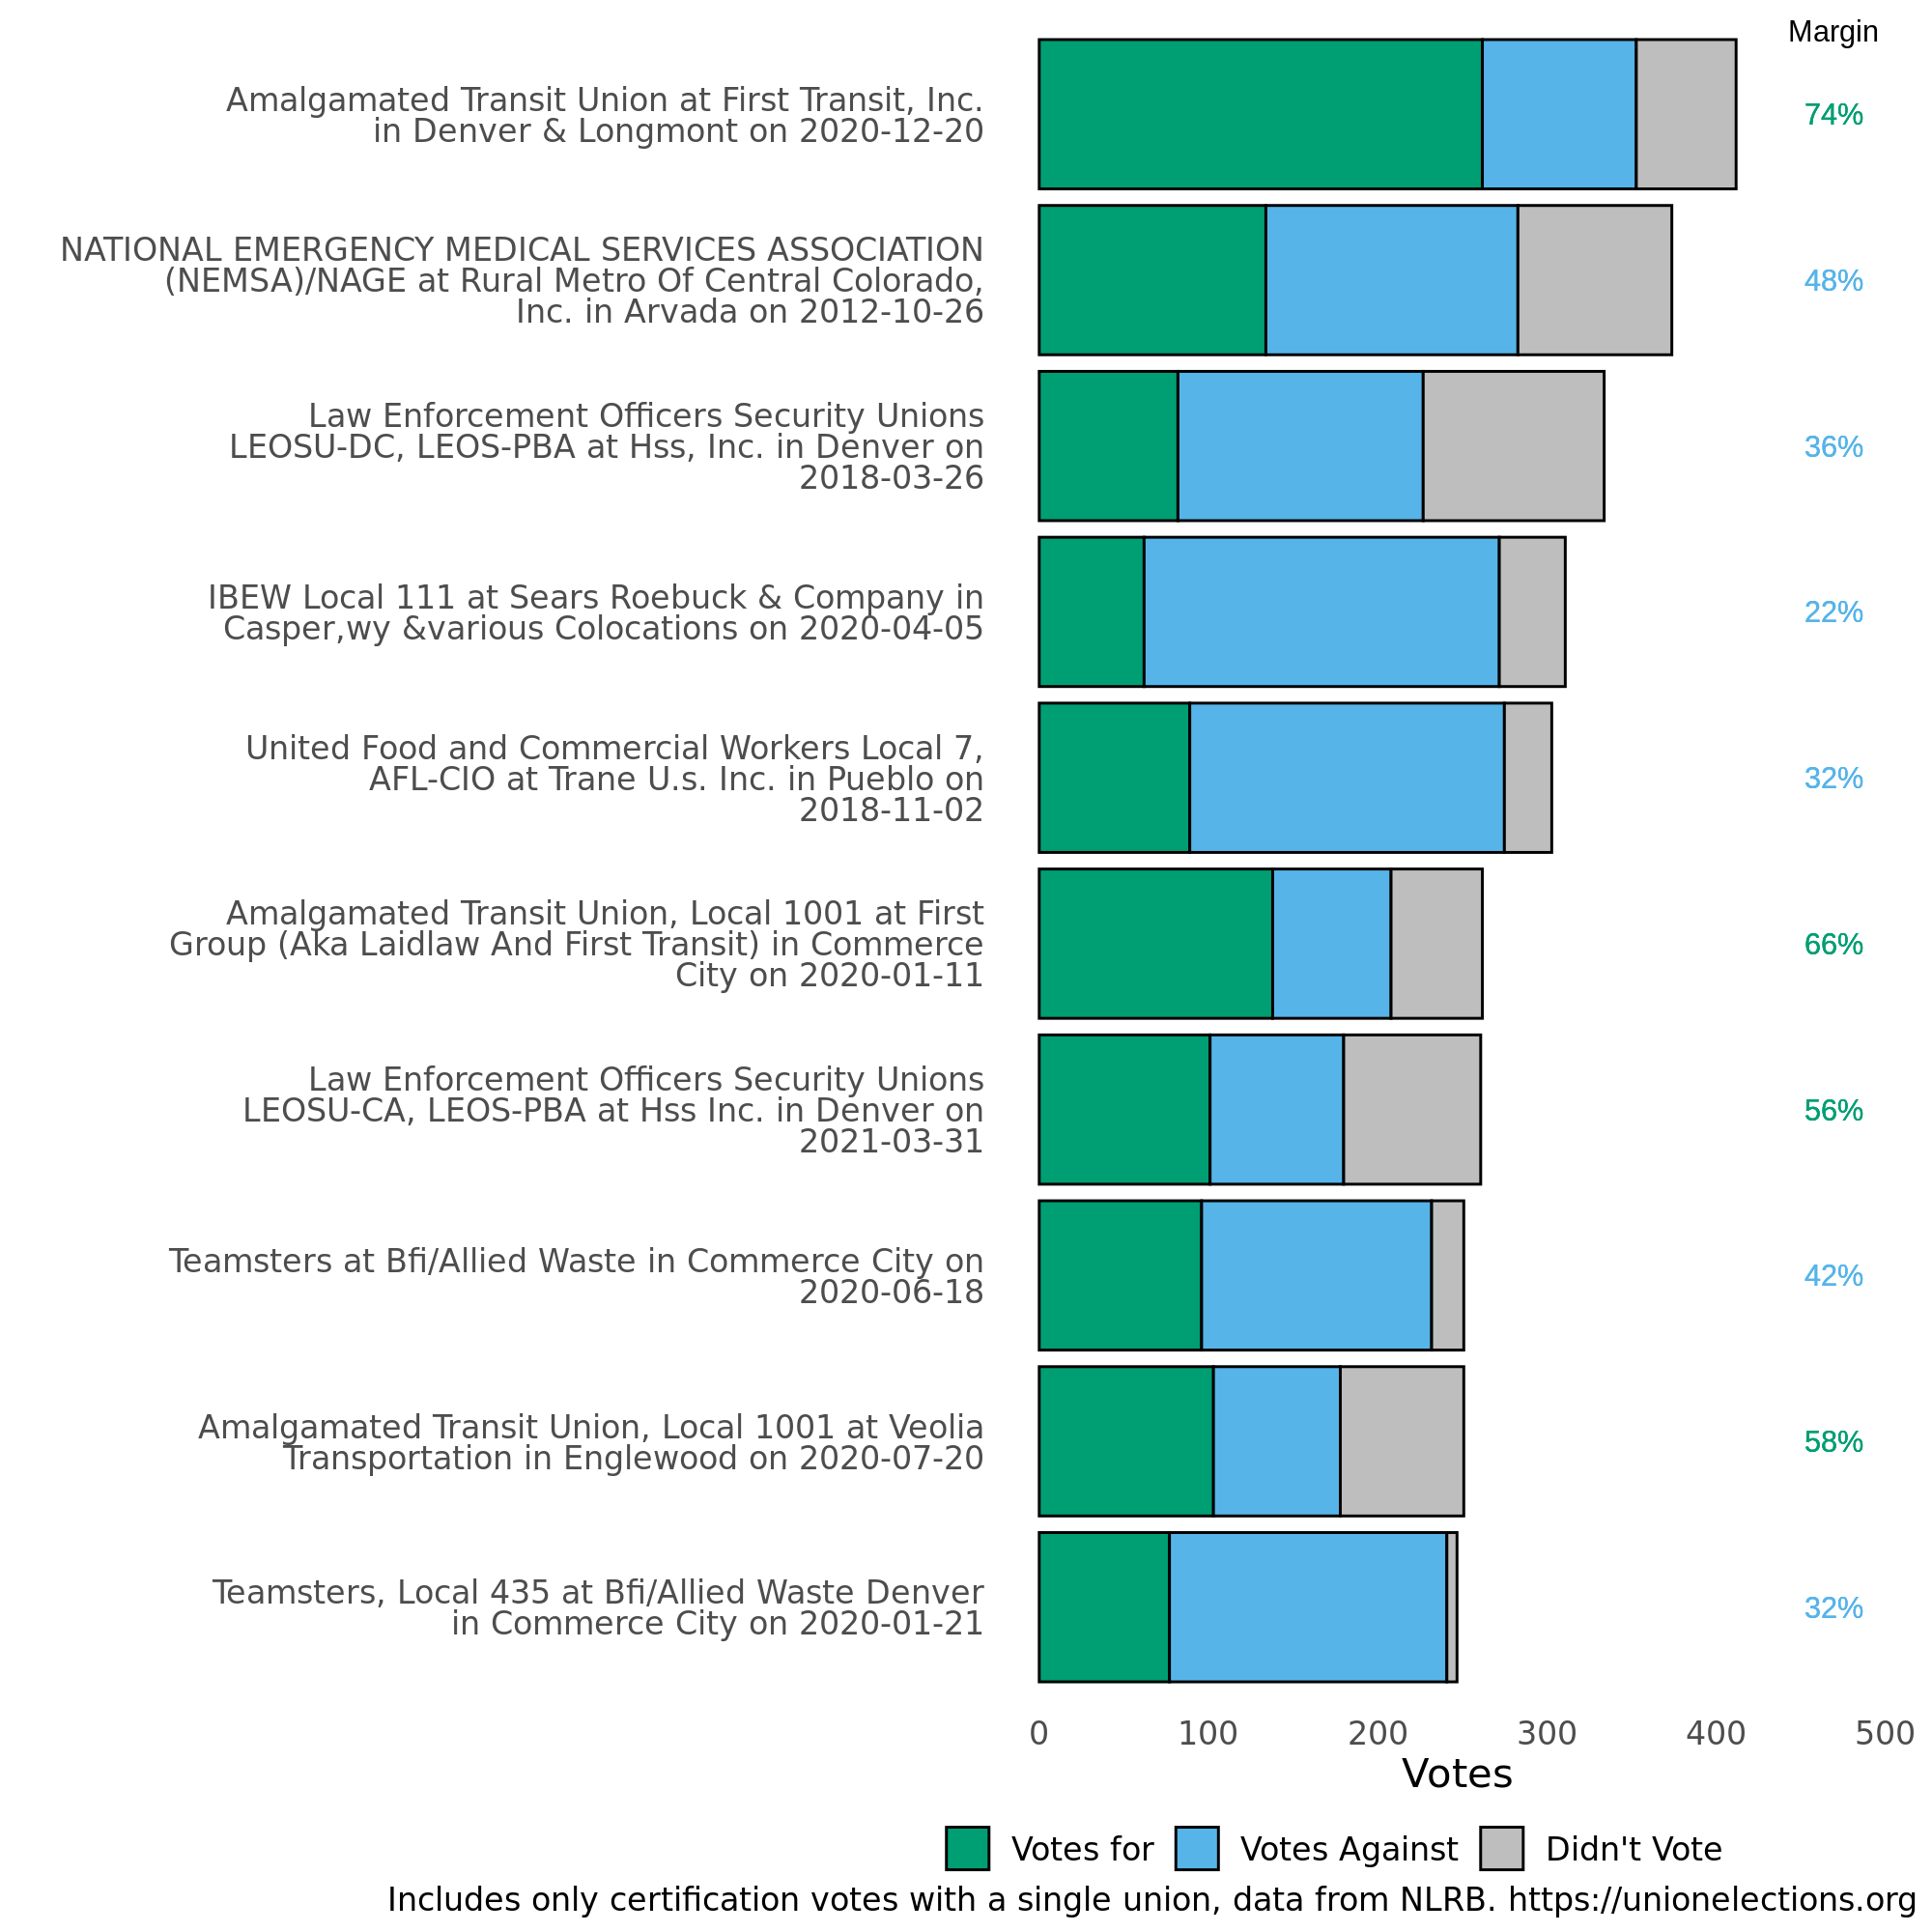 Margin
Amalgamated Transit Union at First Transit, Inc.
in Denver & Longmont on 2020-12-20
74%
NATIONAL EMERGENCY MEDICAL SERVICES ASSOCIATION
(NEMSA)/NAGE at Rural Metro Of Central Colorado,
Inc. in Arvada on 2012-10-26
48%
Law Enforcement Officers Security Unions
LEOSU-DC, LEOS-PBA at Hss, Inc. in Denver on
2018-03-26
36%
IBEW Local 111 at Sears Roebuck & Company in
Casper,wy &various Colocations on 2020-04-05
22%
United Food and Commercial Workers Local 7,
AFL-CIO at Trane U.s. Inc. in Pueblo on
2018-11-02
32%
Amalgamated Transit Union, Local 1001 at First
Group (Aka Laidlaw And First Transit) in Commerce
City on 2020-01-11
66%
Law Enforcement Officers Security Unions
LEOSU-CA, LEOS-PBA at Hss Inc. in Denver on
2021-03-31
56%
Teamsters at Bfi/Allied Waste in Commerce City on
2020-06-18
42%
Amalgamated Transit Union, Local 1001 at Veolia
Transportation in Englewood on 2020-07-20
58%
Teamsters, Local 435 at Bfi/Allied Waste Denver
in Commerce City on 2020-01-21
32%
0 100 200 300 400 500
Votes
Votes for Votes Against Didn't Vote
Includes only certification votes with a single union, data from NLRB. https://unionelections.org